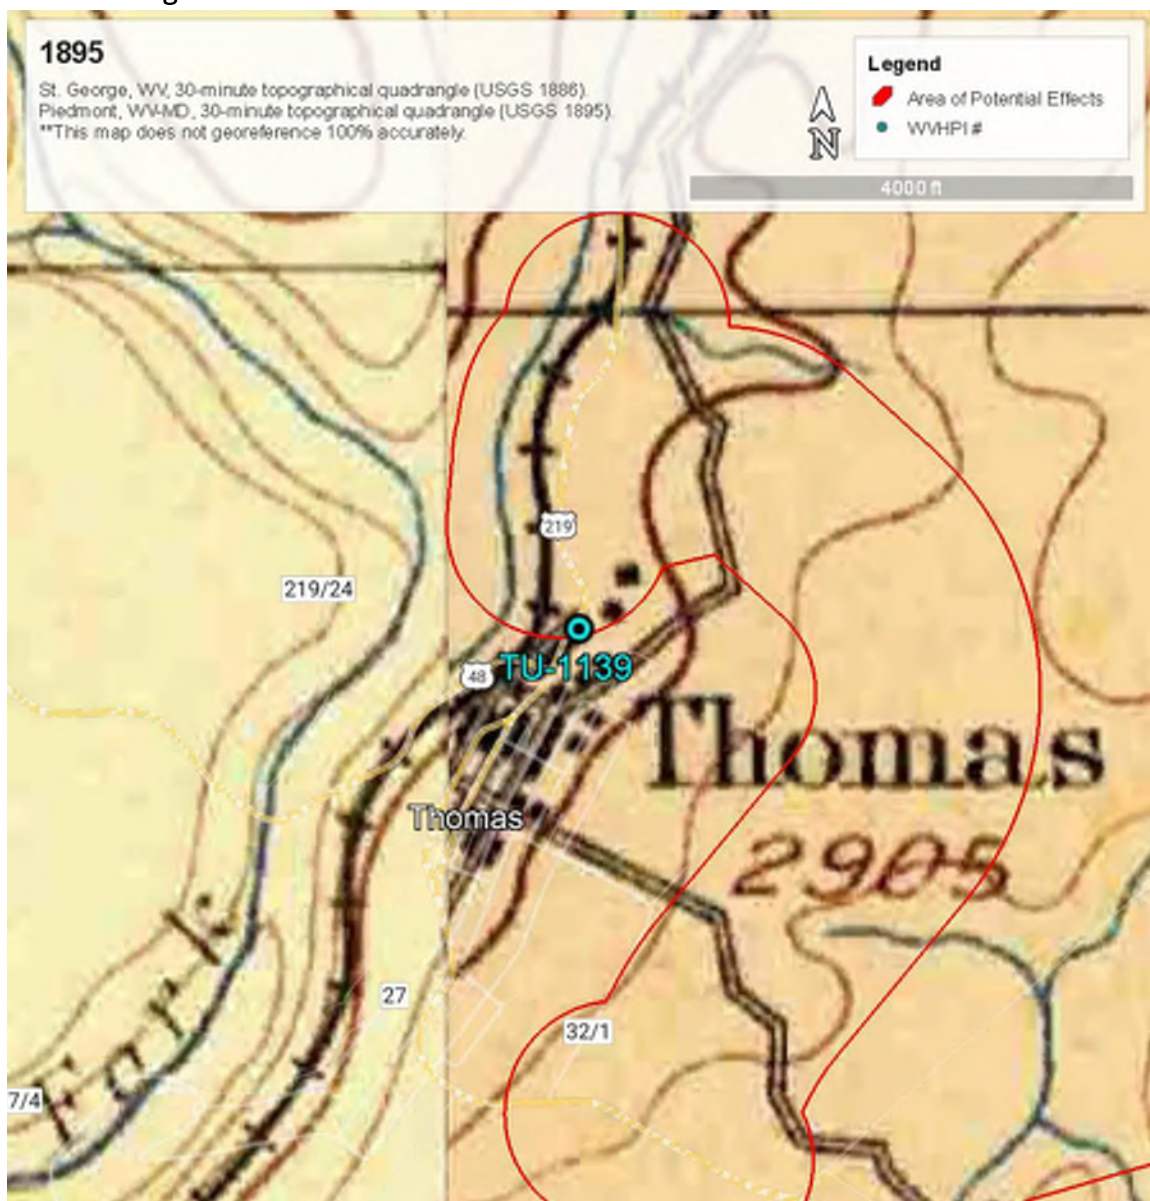 1895
St. George, WV, 30-minute topographical quadrangle (USGS 1886).
Piedmont, WV-MD, 30-minute topographical quadrangle (USGS 1895).
**This map does not georeference 100% accurately.
N
Legend
Area of Potential Effects
WVHPI #
4000 ft
219
219/24
48
TU-1139
Thomas
Thomas
2905
Fork
27
32/1
7/4